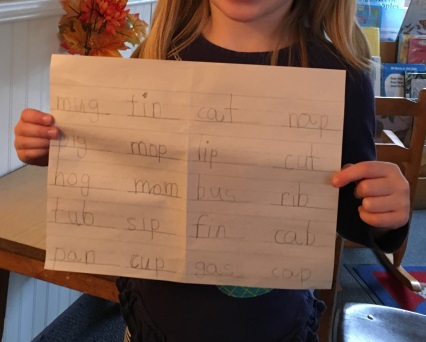 mug tin cat nap
pig mop lip cut
hog mom bus rib
tub sip fin cab
pan cup gas cap